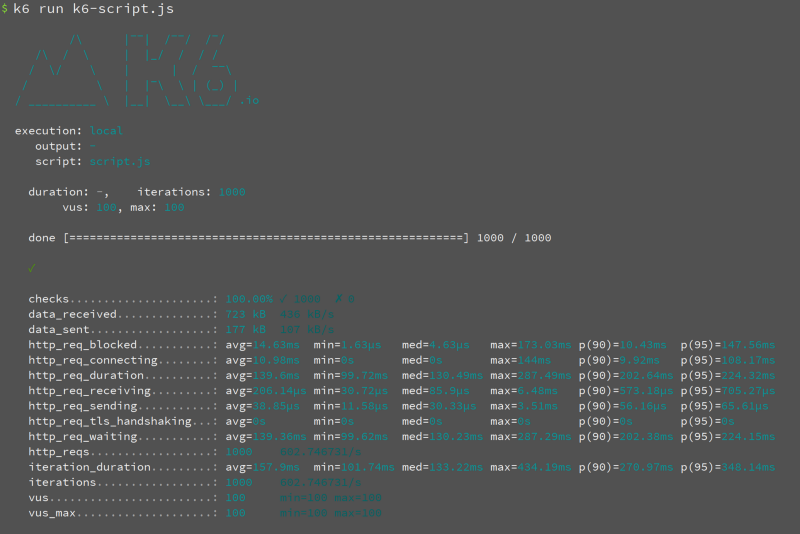 $ k6 run k6-script.js
.io
execution: local
output: -
script: script.js
duration: -, iterations: 1000
vus: 100, max: 100
done [==========================================================] 1000 / 1000
✓
checks.....................: 100.00% ✓ 1000 ✗ 0
data_received..............: 723 kB
data_sent..................: 177 kB 107 kB/s
http_req_blocked...........: avg=14.63ms min=1.63µs med=4.63µs max=173.03ms p(90)=10.43ms p(95)=147.56ms
http_req_connecting........: avg=10.98ms min=0s med=0s max=144ms p(90)=9.92ms p(95)=108.17ms
http_req_duration..........: avg=139.6ms min=99.72ms med=130.49ms max=287.49ms p(90)=202.64ms p(95)=224.32ms
http_req_receiving.........: avg=206.14µs min=30.72µs med=85.9µs max=6.48ms p(90)=573.18µs p(95)=705.27µs
http_req_sending...........: avg=38.85µs min=11.58µs med=30.33µs max=3.51ms p(90)=56.16µs p(95)=65.61µs
http_req_tls_handshaking...: avg=0s min=0s med=0s max=0s p(90)=0s p(95)=0s
http_req_waiting...........: avg=139.36ms min=99.62ms med=130.23ms max=287.29ms p(90)=202.38ms p(95)=224.15ms
http_reqs..................: 1000
iteration_duration.........: avg=157.9ms min=101.74ms med=133.22ms max=434.19ms p(90)=270.97ms p(95)=348.14ms
iterations.................: 1000
vus........................: 100 min=100 max=100
vus_max....................: 100 min=100 max=100